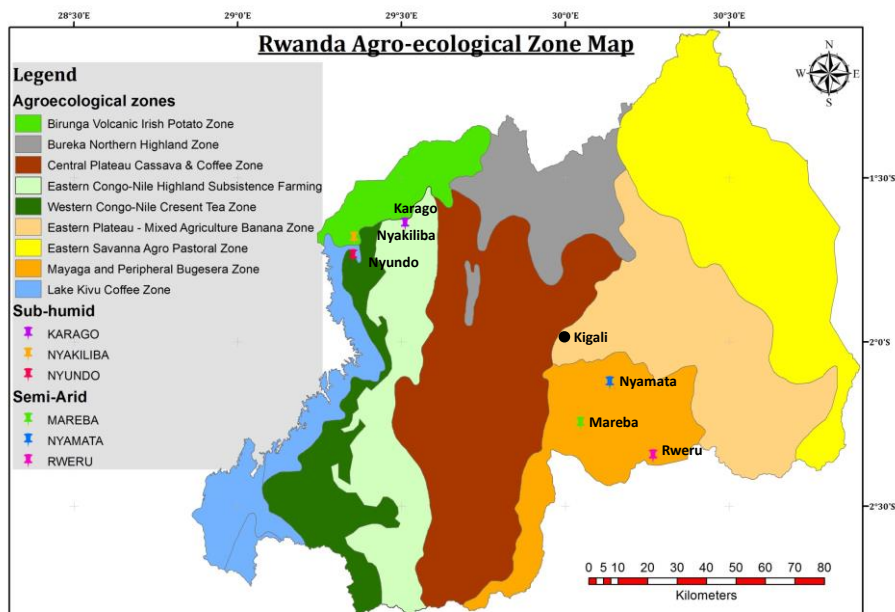 28°0'E 29°0'E 29°30'E 30°0'E 30°30'E
Rwanda Agro-ecological Zone Map
N
W E
S
Legend
Agroecological zones
Birunga Volcanic Irish Potato Zone
Bureka Northern Highland Zone
Central Plateau Cassava & Coffee Zone
Eastern Congo-Nile Highland Subsistence Farming
Western Congo-Nile Cresent Tea Zone
Eastern Plateau - Mixed Agriculture Banana Zone
Eastern Savanna Agro Pastoral Zone
Mayaga and Peripheral Bugesera Zone
Lake Kivu Coffee Zone
Sub-humid
KARAGO
NYAKILIBA
NYUNDO
Semi-Arid
MAREBA
NYAMATA
RWERU
Karago
Nyakiliba
Nyundo
Kigali
Nyamata
Mareba
Rweru
1°30'S
2°0'S
2°30'S
0 5 10 20 30 40 50 60 70 80
Kilometers